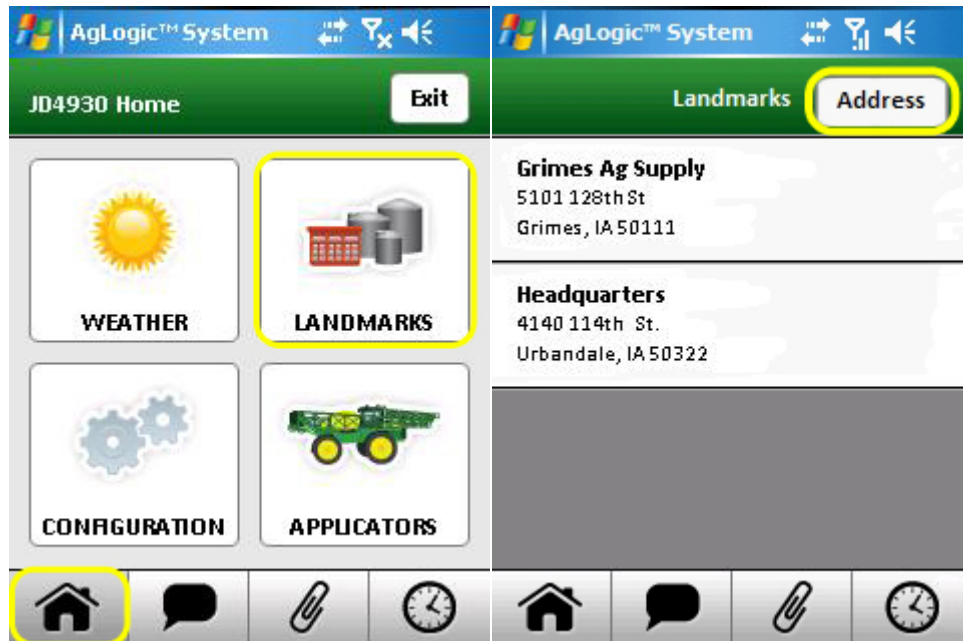 AgLogic™ System
JD4930 Home
Exit
WEATHER
LANDMARKS
CONFIGURATION
APPLICATORS
AgLogic™ System
Landmarks
Address
Grimes Ag Supply
5101 128th St
Grimes, IA 50111
Headquarters
4140 114th St.
Urbandale, IA 50322